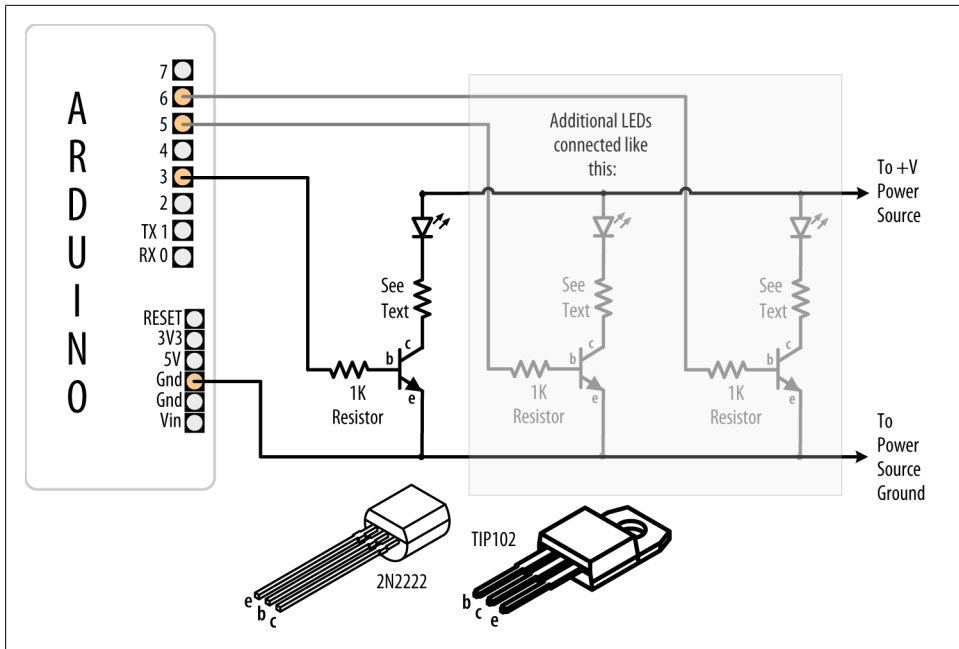 ARDUINO
7
6
5
4
3
2
TX 1
RX 0
RESET
3V3
5V
Gnd
Gnd
Vin
Additional LEDs
connected like
this:
To +V
Power
Source
See
Text
See
Text
See
Text
c
b
e
c
b
e
c
b
e
1K
Resistor
1K
Resistor
1K
Resistor
To
Power
Source
Ground
2N2222
e
b
c
TIP102
b
c
e